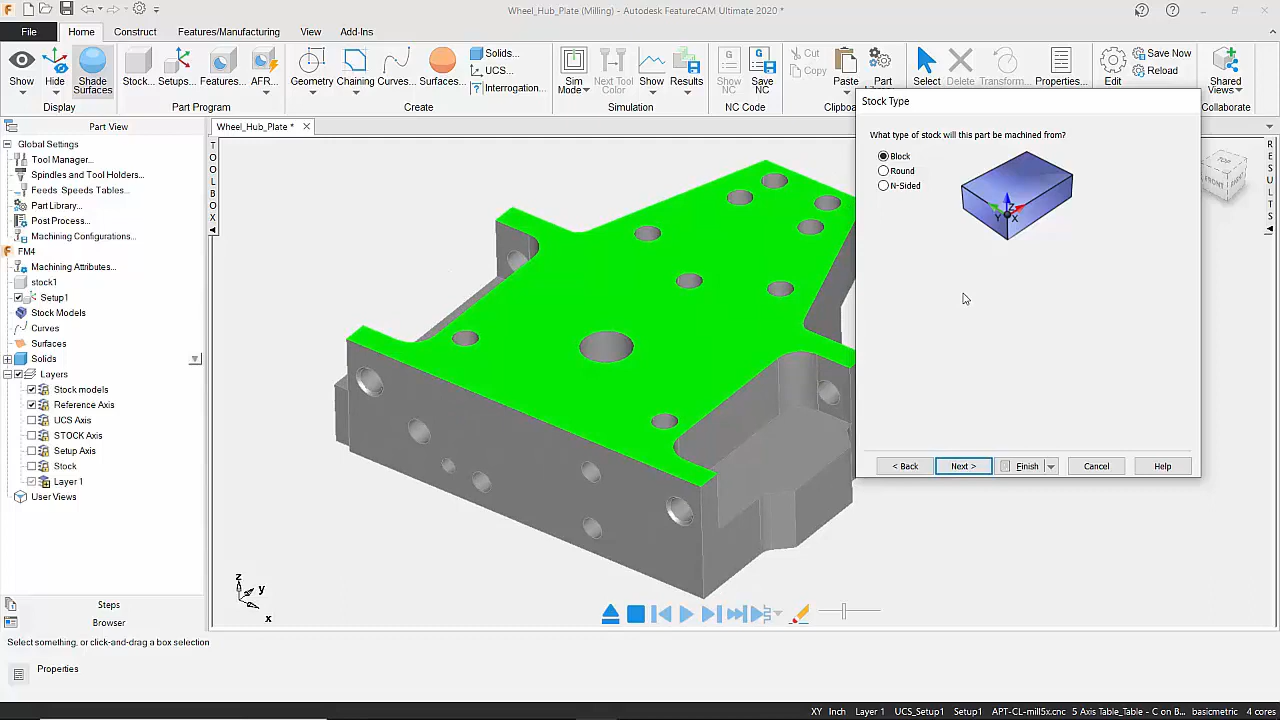 Wheel_Hub_Plate (Milling) - Autodesk FeatureCAM Ultimate 2020 *
File Home Construct Features/Manufacturing View Add-Ins
Show Hide Shade Surfaces Stock Setups... Features... AFR... Geometry... Chaining Curves... Surfaces...
Solids...
UCS...
Interrogation...
Sim Mode Next Tool Color Show Results Show NC Save NC
Cut
Copy
Paste Part
Select Delete Transform... Properties... Edit
Save Now
Reload
Shared Views
Display Part Program Create Simulation NC Code Clipbo Collaborate
Part View
Wheel_Hub_Plate *
Global Settings
Tool Manager...
Spindles and Tool Holders...
Feeds Speeds Tables...
Part Library...
Post Process...
Machining Configurations...
FM4
Machining Attributes...
stock1
Setup1
Stock Models
Curves
Surfaces
Solids
Layers
Stock models
Reference Axis
UCS Axis
STOCK Axis
Setup Axis
Stock
Layer 1
User Views
Steps
Browser
TOOLBOX
z
y
x
Stock Type
What type of stock will this part be machined from?
Block
Round
N-Sided
Z
Y X
< Back Next > Finish Cancel Help
TOP
FRONT
RESULTS
Select something, or click-and-drag a box selection
Properties
XY Inch Layer 1 UCS_Setup1 Setup1 APT-CL-mill5x.cnc 5 Axis Table_Table - C on B... basicmetric 4 cores